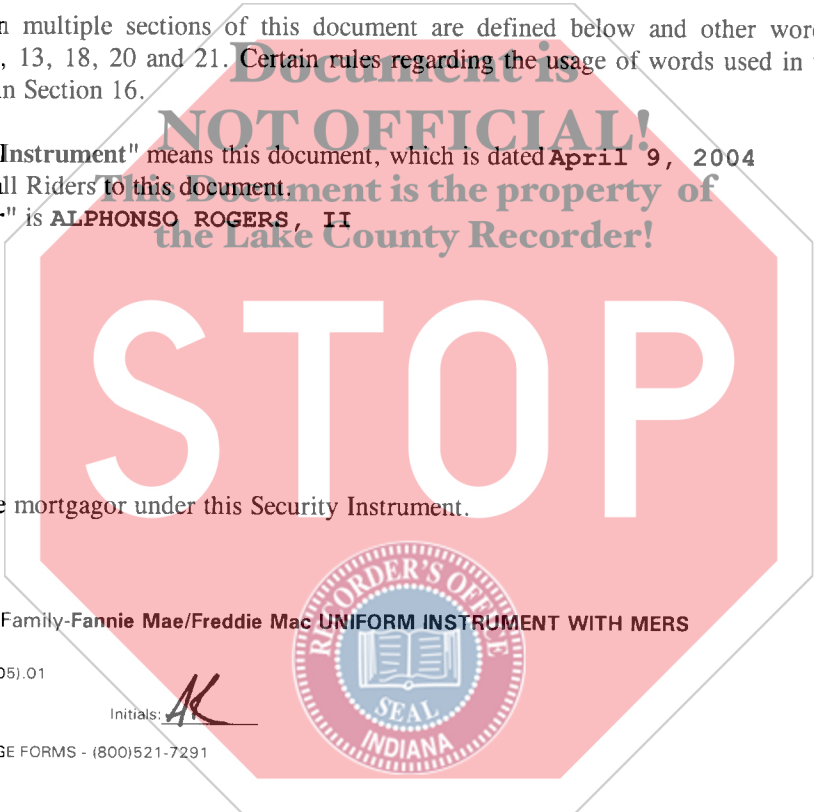 n multiple sections of this document are defined below and other wor
, 13, 18, 20 and 21. Certain rules regarding the usage of words used in
in Section 16.
Document is
NOT OFFICIAL!
This Document is the property of
the Lake County Recorder!
Instrument" means this document, which is dated April 9, 2004
all Riders to this document.
" is ALPHONSO ROGERS, II
STOP
e mortgagor under this Security Instrument.
Family-Fannie Mae/Freddie Mac UNIFORM INSTRUMENT WITH MERS
05).01
Initials: AR
GE FORMS - (800)521-7291
RECORDER'S OFFICE
SEAL
INDIANA